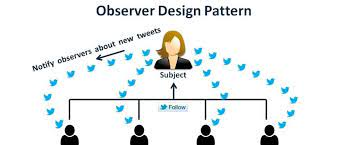 Observer Design Pattern
Notify observers about new tweets
Subject
Follow